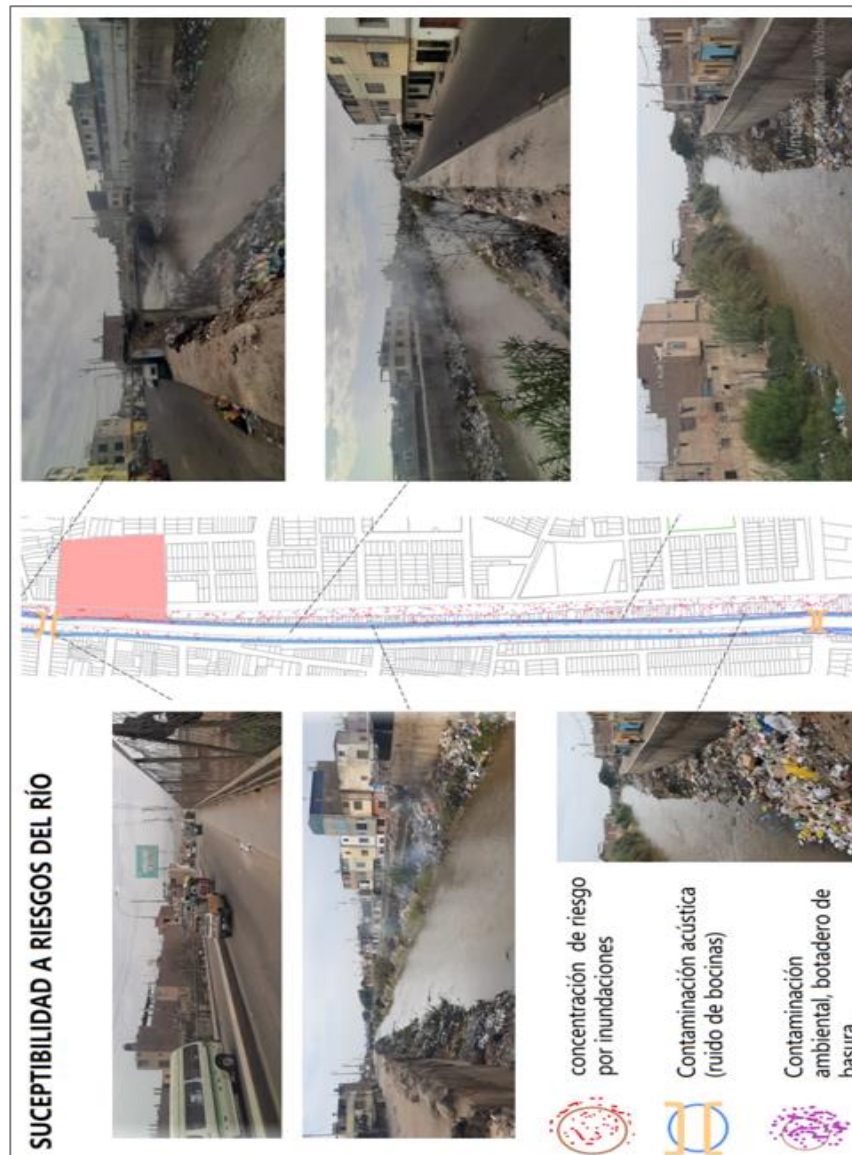 SUCEPTIBILIDAD A RIESGOS DEL RÍO
concentración de riesgo
por inundaciones
Contaminación acústica
(ruido de bocinas)
Contaminación
ambiental, botadero de
basura